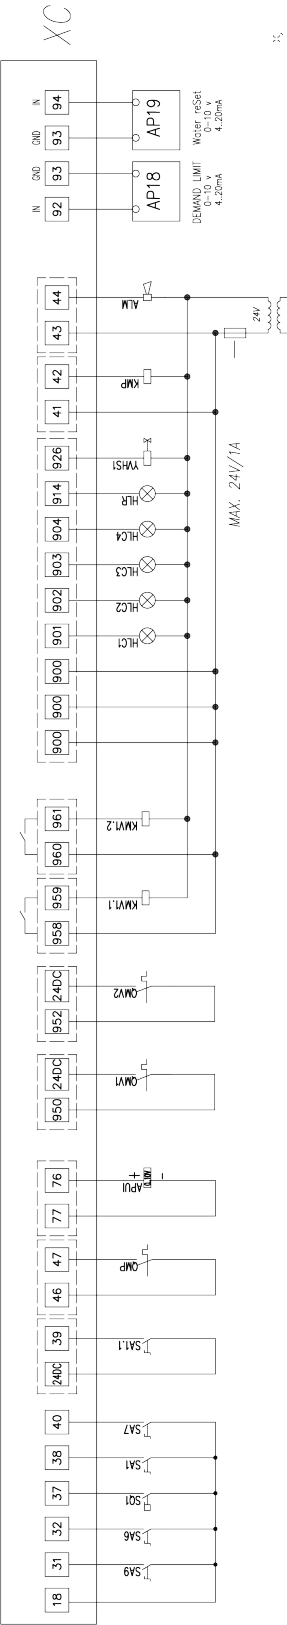 XC
IN
94
GND
93
GND
93
IN
92
AP19
AP18
Water reSet
0-10 v
4..20mA
DEMAND LIMIT
0-10 v
4..20mA
44
ALM
43
42
KMP
41
24V
MAX. 24V/1A
926
YVHS1
914
HLR
904
HLC4
903
HLC3
902
HLC2
901
HLC1
900
900
900
961
KMV1.2
960
959
KMV1.1
958
24DC
QMV2
952
24DC
QMV1
950
76
APUI
+
-
77
47
QMP
46
39
SA1.1
24DC
40
SA7
38
SA1
37
SQ1
32
SA6
31
SA9
18